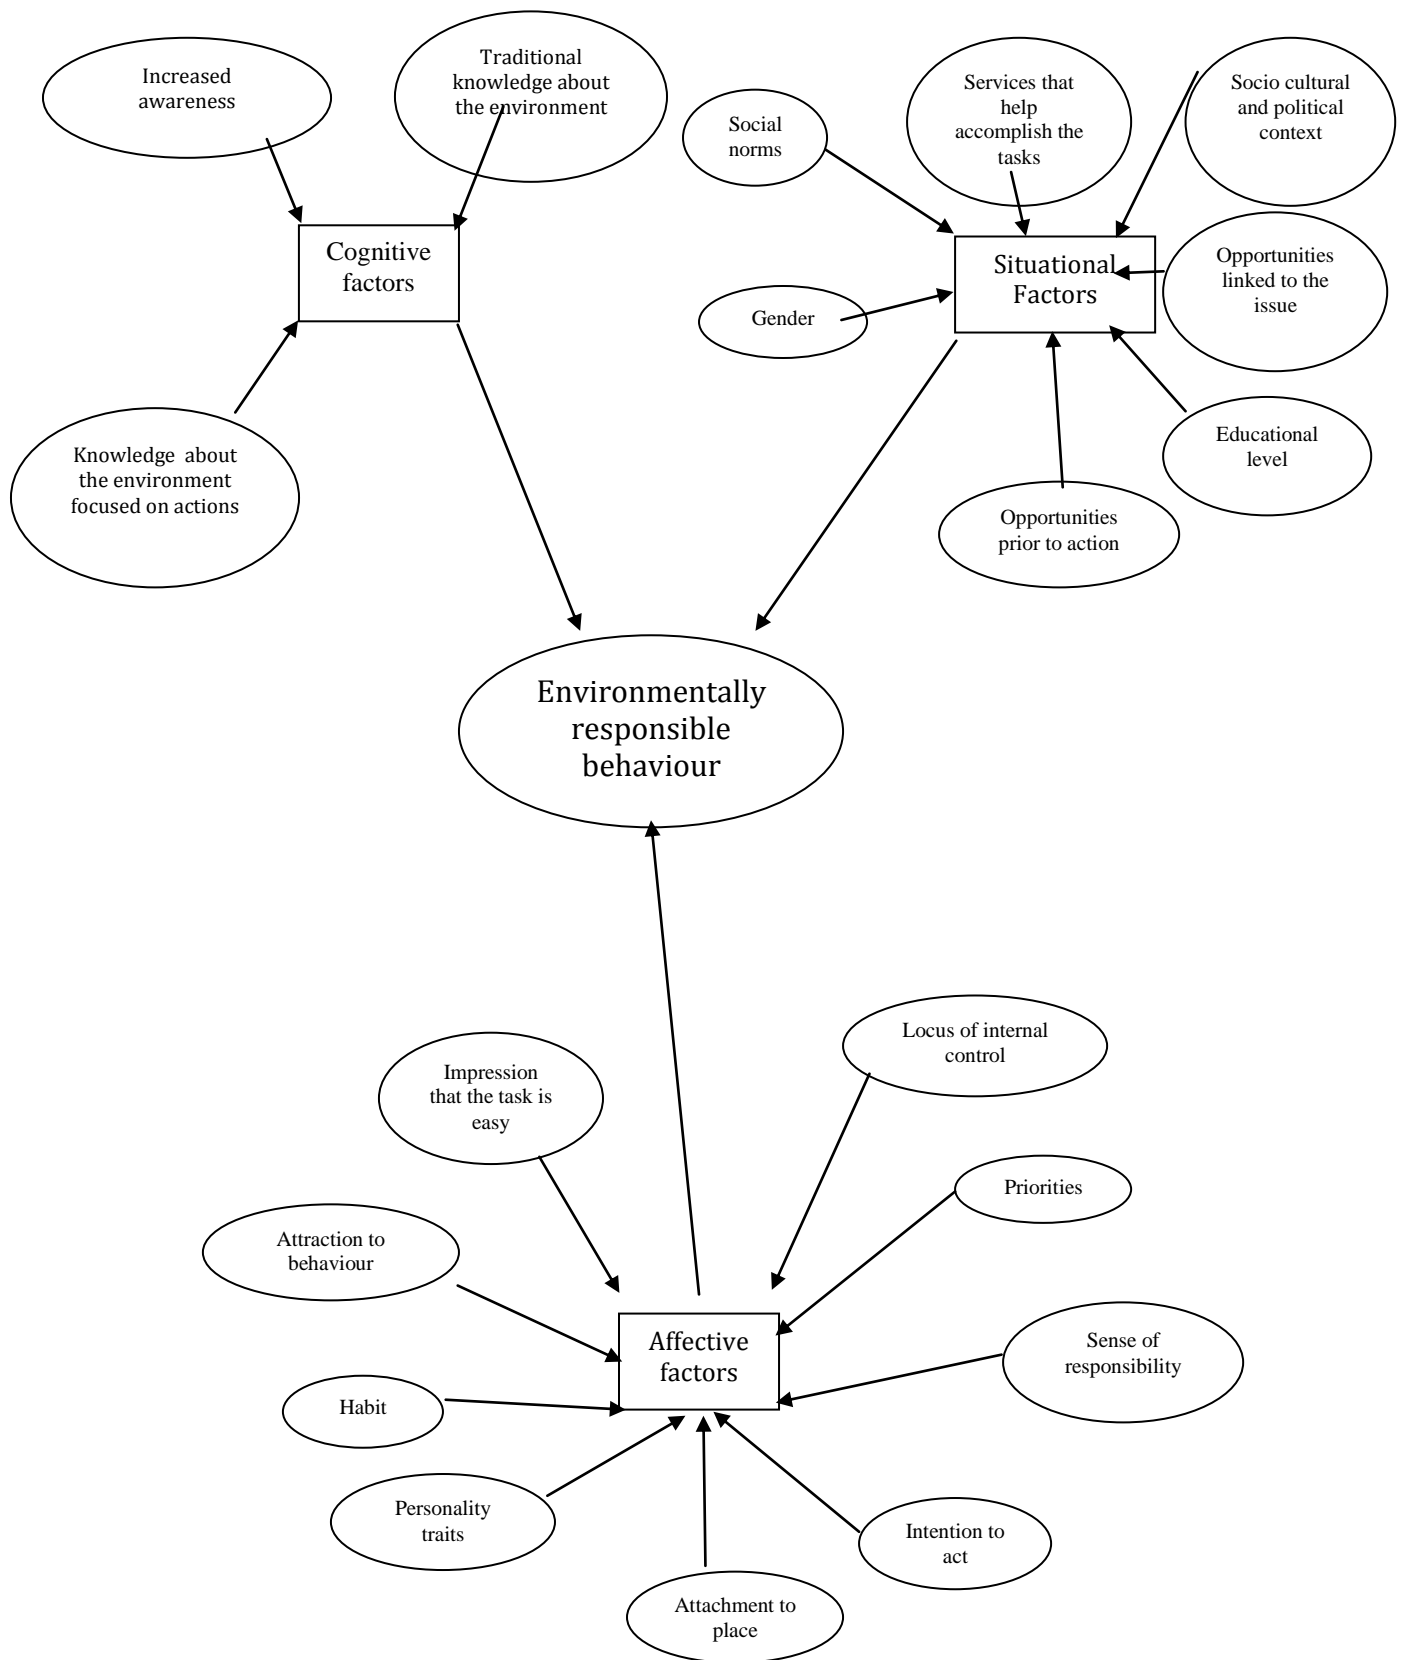 Increased
awareness
Traditional
knowledge about
the environment
Social
norms
Services that
help
accomplish the
tasks
Socio cultural
and political
context
Cognitive
factors
Situational
Factors
Opportunities
linked to the
issue
Gender
Knowledge about
the environment
focused on actions
Educational
level
Opportunities
prior to action
Environmentally
responsible
behaviour
Locus of internal
control
Impression
that the task is
easy
Priorities
Attraction to
behaviour
Affective
factors
Sense of
responsibility
Habit
Personality
traits
Intention to
act
Attachment to
place